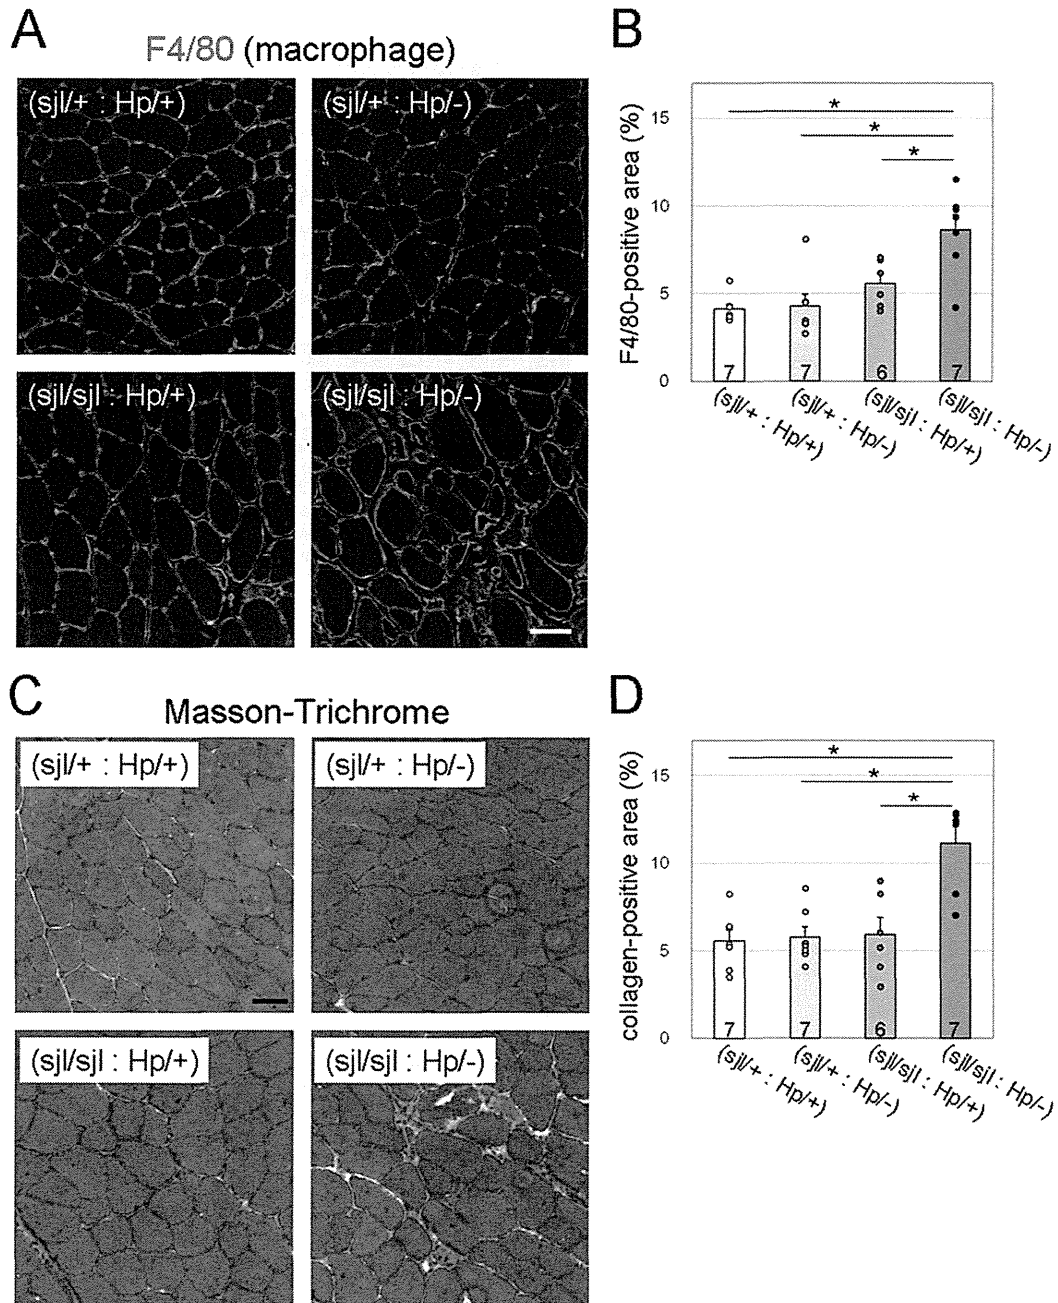 A
F4/80 (macrophage)
(sjl/+ : Hp/+)
(sjl/+ : Hp/-)
(sjl/sjl : Hp/+)
(sjl/sjl : Hp/-)
B
F4/80-positive area (%)
15
10
5
0
*
*
*
7
7
6
7
(sjl/+ : Hp/+)
(sjl/+ : Hp/-)
(sjl/sjl : Hp/+)
(sjl/sjl : Hp/-)
C
Masson-Trichrome
(sjl/+ : Hp/+)
(sjl/+ : Hp/-)
(sjl/sjl : Hp/+)
(sjl/sjl : Hp/-)
D
collagen-positive area (%)
15
10
5
0
*
*
*
7
7
6
7
(sjl/+ : Hp/+)
(sjl/+ : Hp/-)
(sjl/sjl : Hp/+)
(sjl/sjl : Hp/-)